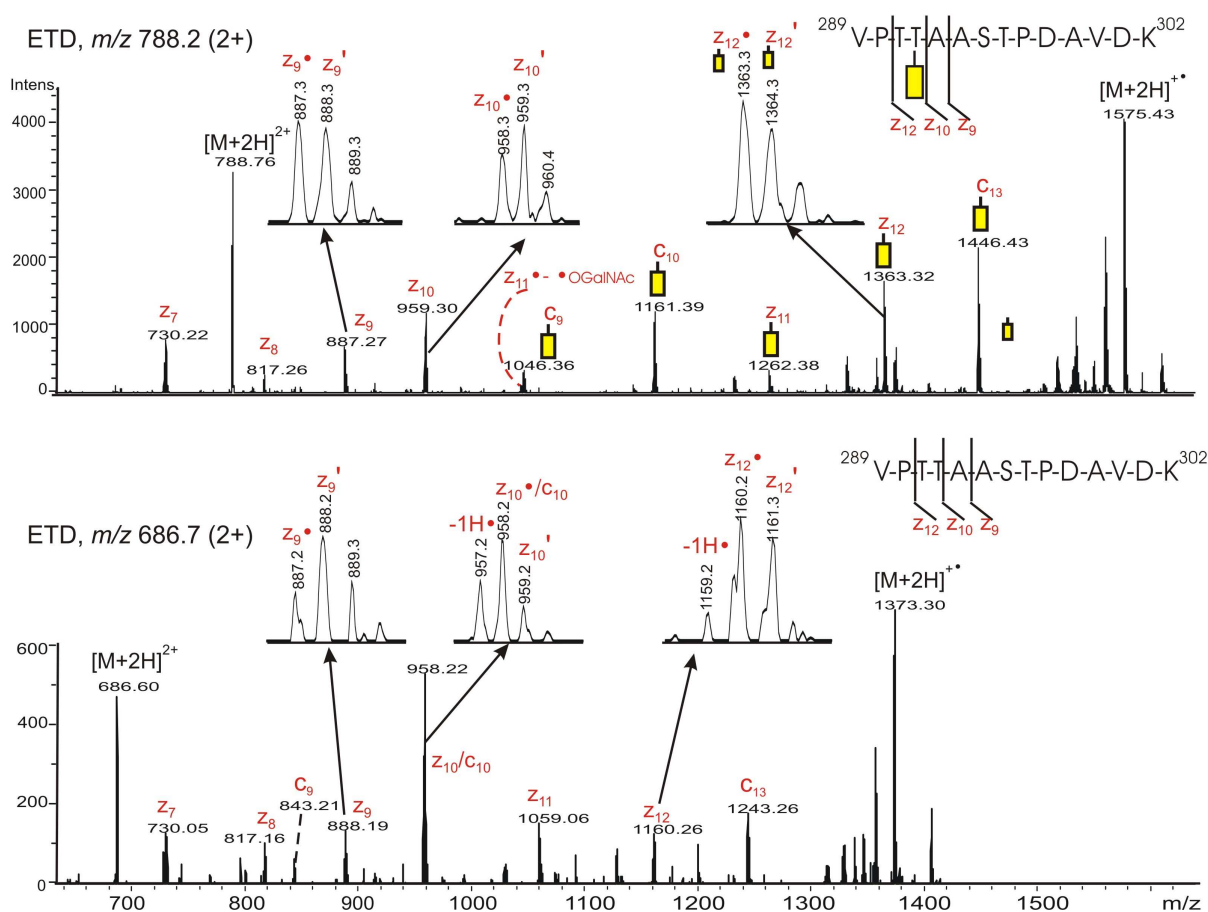 ETD, m/z 788.2 (2+)
Intens.
4000
3000
2000
1000
0
[M+2H]2+
788.76
z9• z9'
887.3
888.3
889.3
z10• z10'
958.3
959.3
960.4
z12• z12'
1363.3
1364.3
289 V-P-T-T-A-A-S-T-P-D-A-V-D-K 302
z12 z10 z9
[M+2H]+•
1575.43
z7
730.22
z8
817.26
z9
887.27
z10
959.30
z11•-•OGalNAc
c9
1046.36
c10
1161.39
z11
1262.38
z12
1363.32
c13
1446.43
ETD, m/z 686.7 (2+)
600
400
200
0
[M+2H]2+
686.60
z9• z9'
887.2
888.2
889.3
z10•/c10
-1H•
z10'
957.2
958.2
959.2
z12• z12'
-1H•
1159.2
1160.2
1161.3
289 V-P-T-T-A-A-S-T-P-D-A-V-D-K 302
z12 z10 z9
[M+2H]+•
1373.30
z7
730.05
z8
817.16
c9
843.21
z9
888.19
958.22
z10/c10
z11
1059.06
z12
1160.26
c13
1243.26
700 800 900 1000 1100 1200 1300 1400 1500 m/z